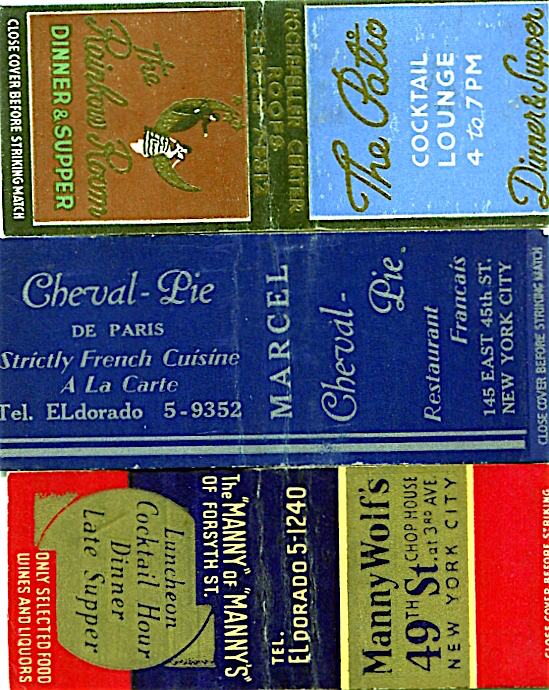 CLOSE COVER BEFORE STRIKING MATCH
The
Rainbow Room
DINNER & SUPPER
ROCKEFELLER CENTER
ROOF
The Patio
COCKTAIL
LOUNGE
4 to 7 PM
Dinner & Supper
Cheval-Pie
DE PARIS
Strictly French Cuisine
A La Carte
Tel. ELdorado 5-9352
MARCEL
Cheval-
Pie.
Restaurant
Francais
145 EAST 45th ST.
NEW YORK CITY
CLOSE COVER BEFORE STRIKING MATCH
ONLY SELECTED FOOD
WINES AND LIQUORS
Luncheon
Cocktail Hour
Dinner
Late Supper
The "MANNY" OF "MANNY'S"
OF FORSYTH ST.
TEL.
ELDORADO 5-1240
Manny Wolf's
49TH St. CHOP HOUSE
at 3RD AVE.
NEW YORK CITY
CLOSE COVER BEFORE STRIKING